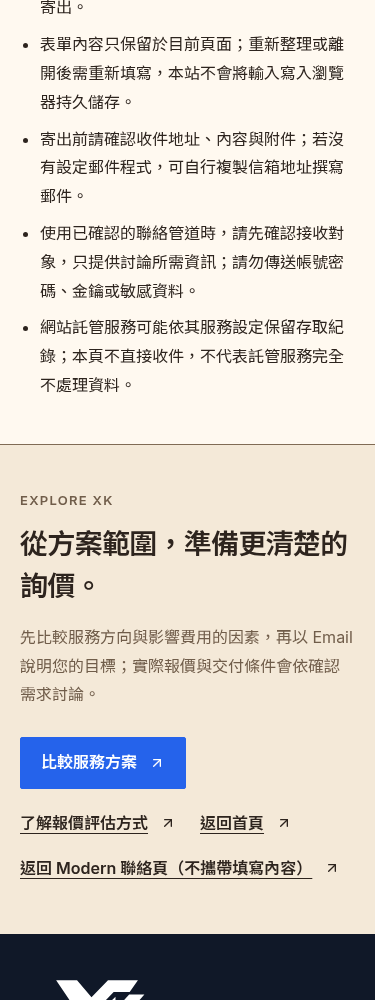 寄出。
• 表單內容只保留於目前頁面；重新整理或離
開後需重新填寫，本站不會將輸入寫入瀏覽
器持久儲存。
• 寄出前請確認收件地址、內容與附件；若沒
有設定郵件程式，可自行複製信箱地址撰寫
郵件。
• 使用已確認的聯絡管道時，請先確認接收對
象，只提供討論所需資訊；請勿傳送帳號密
碼、金鑰或敏感資料。
• 網站託管服務可能依其服務設定保留存取紀
錄；本頁不直接收件，不代表託管服務完全
不處理資料。
EXPLORE XK
從方案範圍，準備更清楚的
詢價。
先比較服務方向與影響費用的因素，再以 Email
說明您的目標；實際報價與交付條件會依確認
需求討論。
比較服務方案 ↗
了解報價評估方式 ↗ 返回首頁 ↗
返回 Modern 聯絡頁（不攜帶填寫內容） ↗